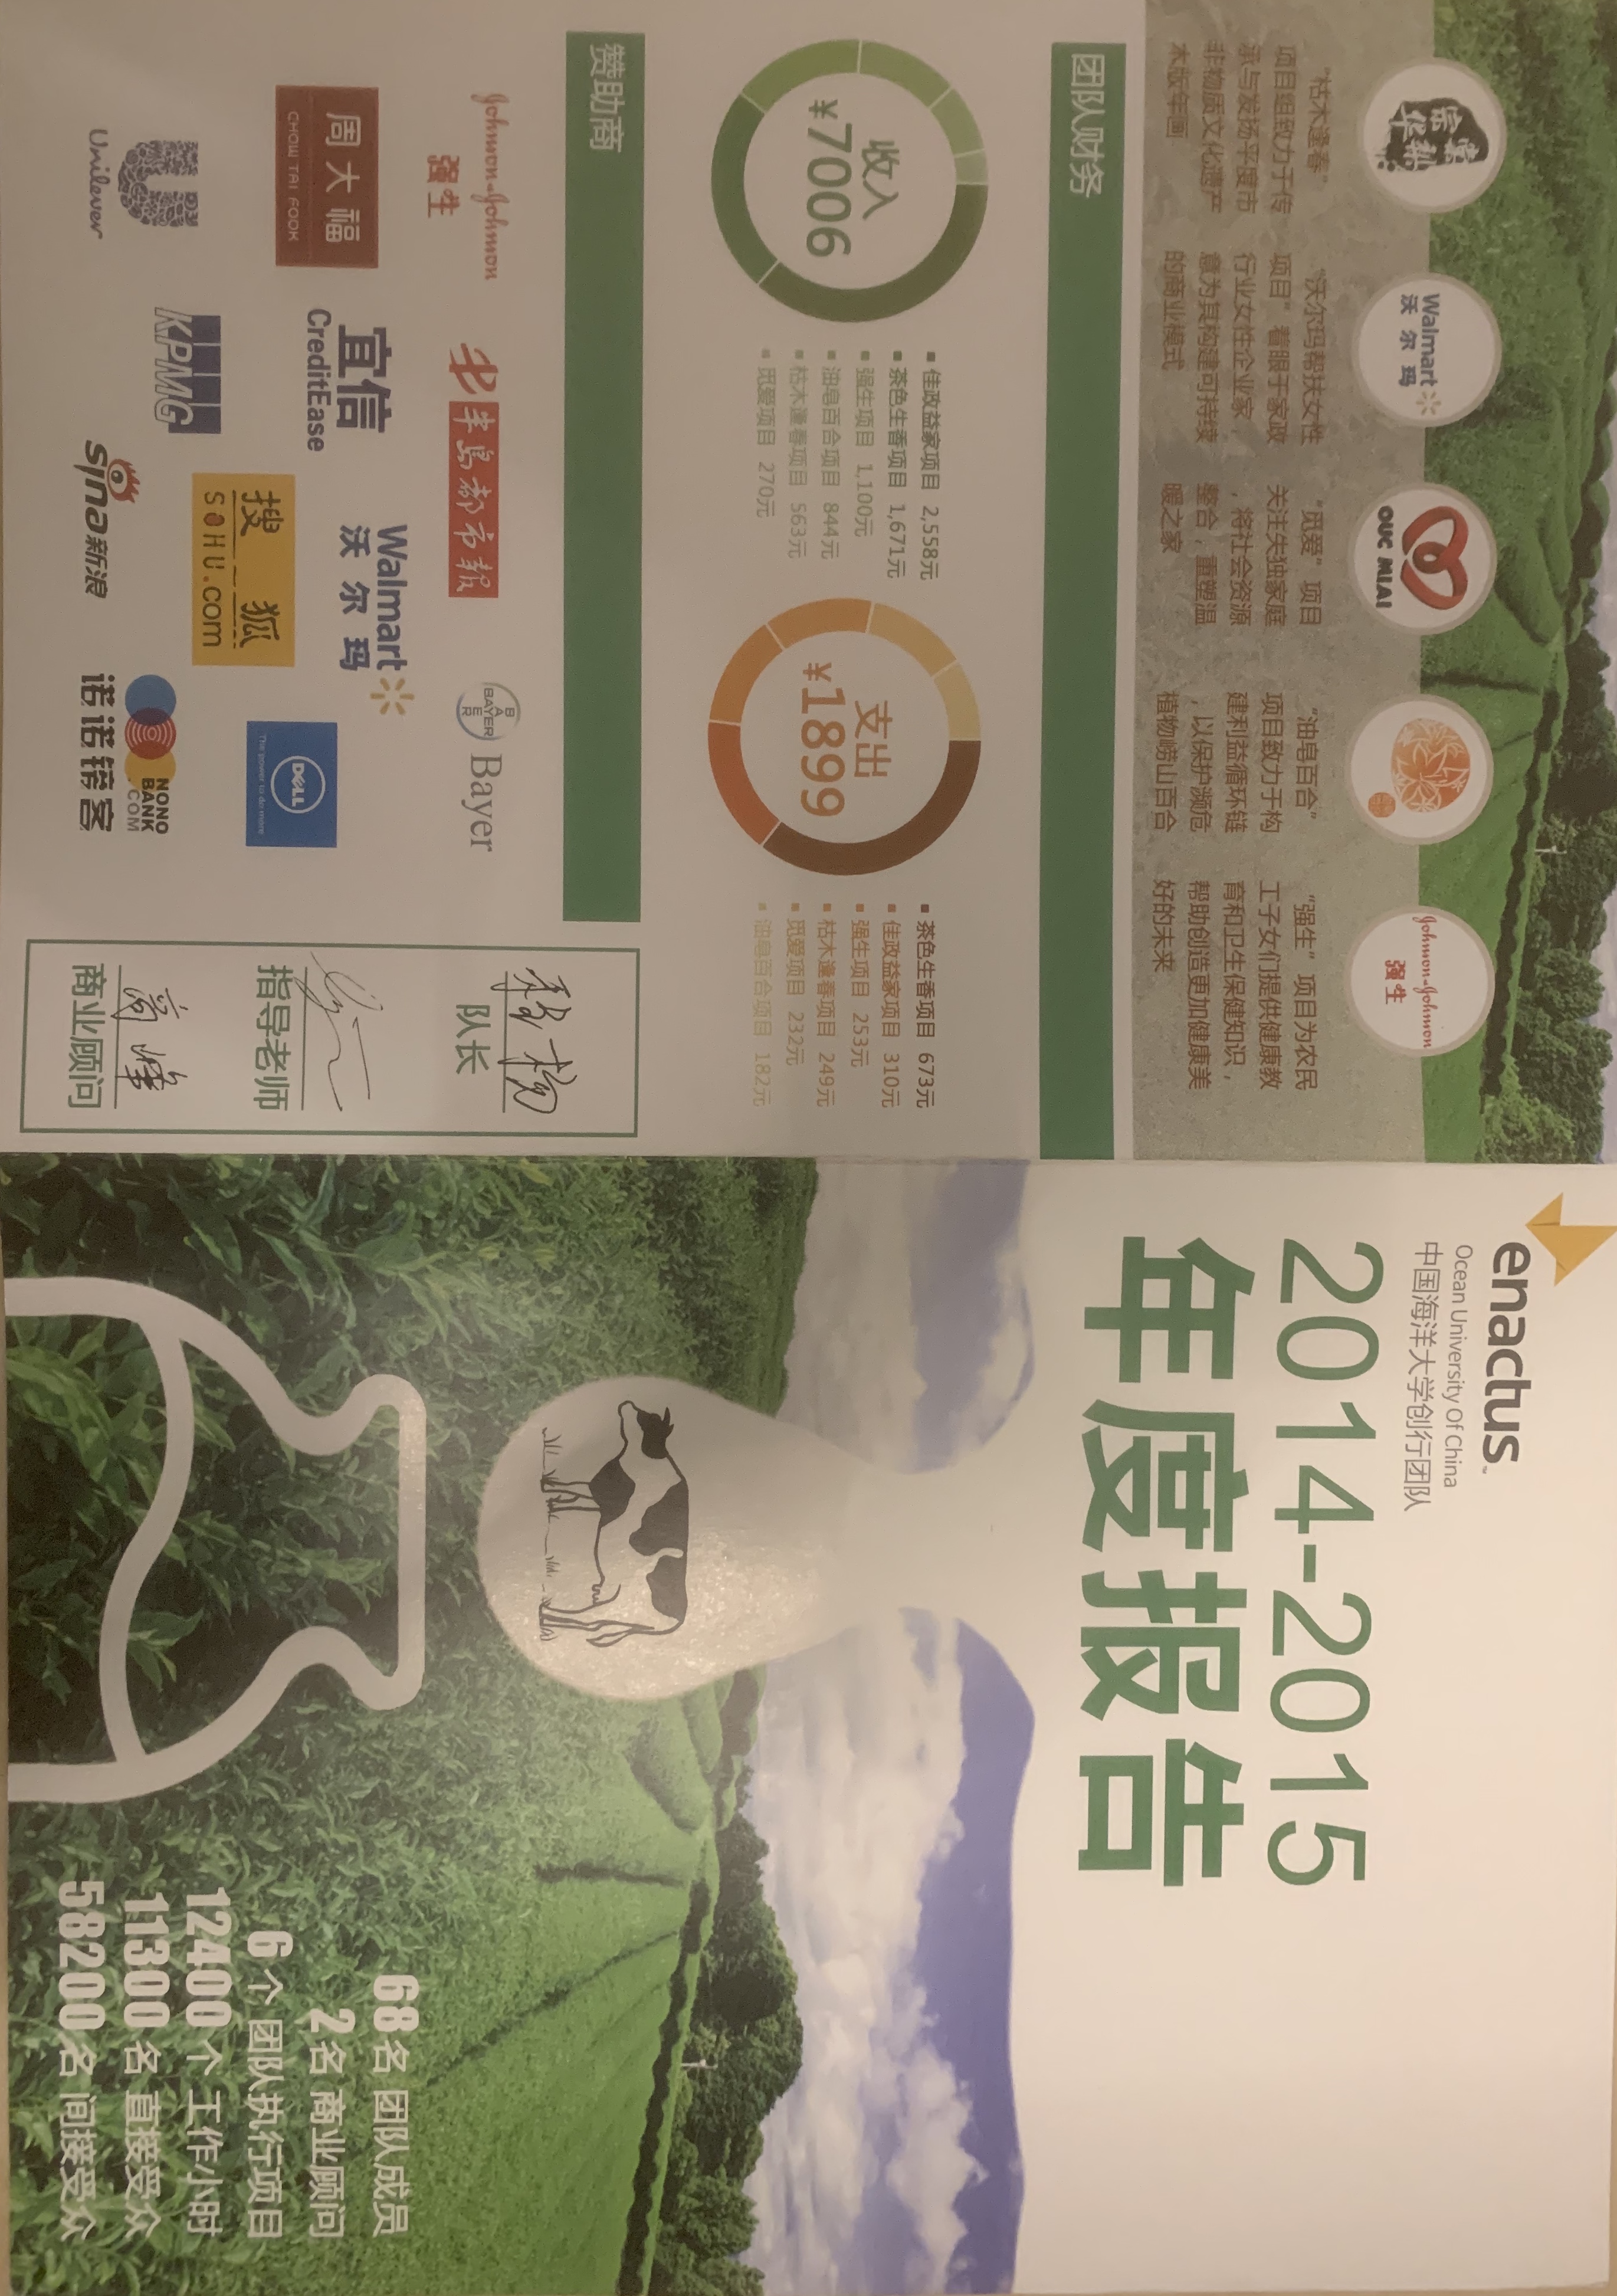 棠梨
宗华
Walmart
沃尔玛
OUC MIAI
Johnson&Johnson
强生
“枯木逢春”
项目组致力于传
承与发扬平度市
非物质文化遗产
木版年画
“沃尔玛帮扶女性
项目”着眼于家政
行业女性企业家，
意为其构建可持续
的商业模式
“觅爱”项目
关注失独家庭
，将社会资源
整合，重塑温
暖之家
“油皂百合”
项目致力于构
建利益循环链
，以保护濒危
植物崂山百合
“强生”项目为农民
工子女们提供健康教
育和卫生保健知识，
帮助创造更加健康美
好的未来
团队财务
收入
¥7006
佳政益家项目 2,558元
茶色生香项目 1,671元
强生项目 1,100元
油皂百合项目 844元
枯木逢春项目 563元
觅爱项目 270元
支出
¥1899
茶色生香项目 673元
佳政益家项目 310元
强生项目 253元
枯木逢春项目 249元
觅爱项目 232元
油皂百合项目 182元
赞助商
Johnson&Johnson
强生
半島都市報
BAYER
BAYER
Bayer
周大福
CHOW TAI FOOK
宜信
CreditEase
Walmart
沃尔玛
搜狐
SOHU.com
DELL
The power to do more
Unilever
KPMG
sina新浪
NONO
BANK
.COM
诺诺镑客
程杨
队长
指导老师
高峰
商业顾问
enactus™
Ocean University Of China
中国海洋大学创行团队
2014-2015
年度报告
68名 团队成员
2名 商业顾问
6个 团队执行项目
12400个 工作小时
11300名 直接受众
58200名 间接受众